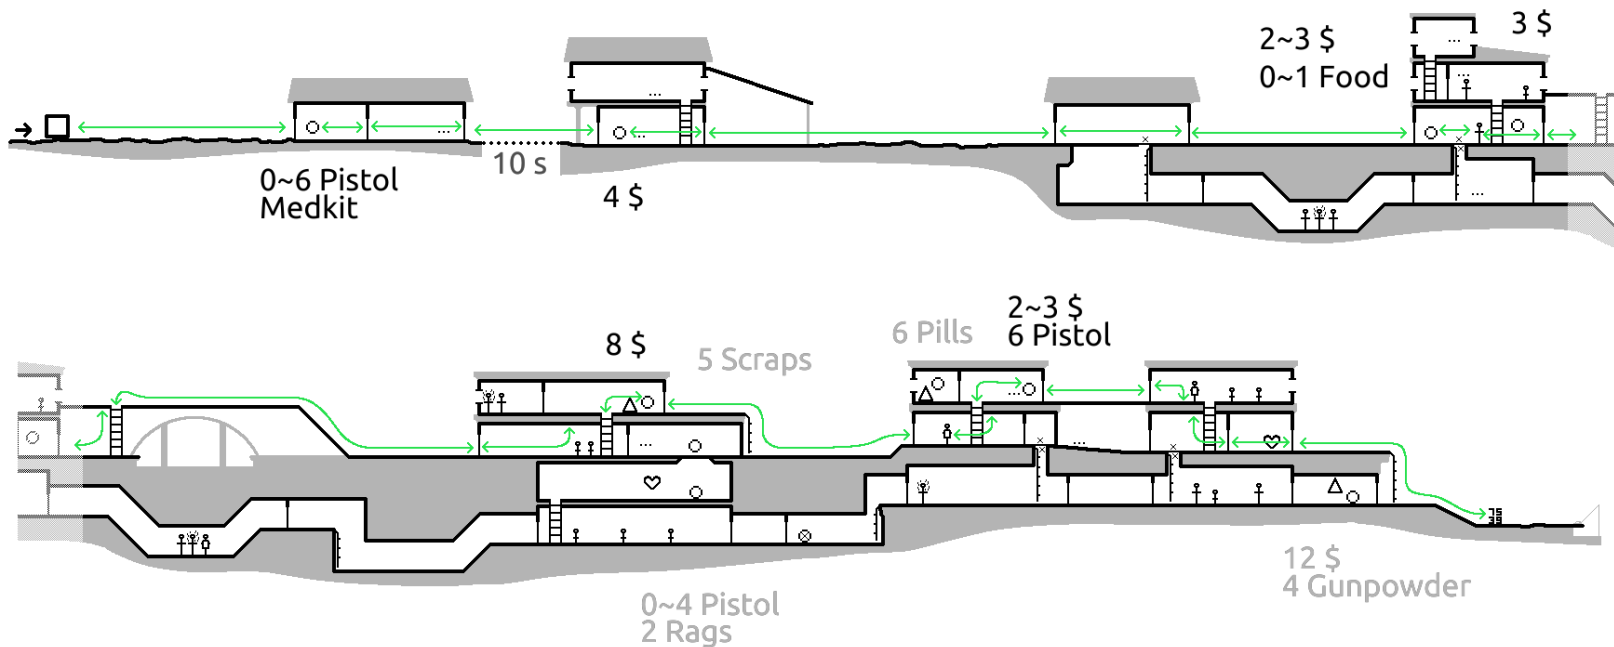 2~3 $
3 $
0~1 Food
10 s
0~6 Pistol
Medkit
4 $
8 $
5 Scraps
6 Pills
2~3 $
6 Pistol
12 $
4 Gunpowder
0~4 Pistol
2 Rags